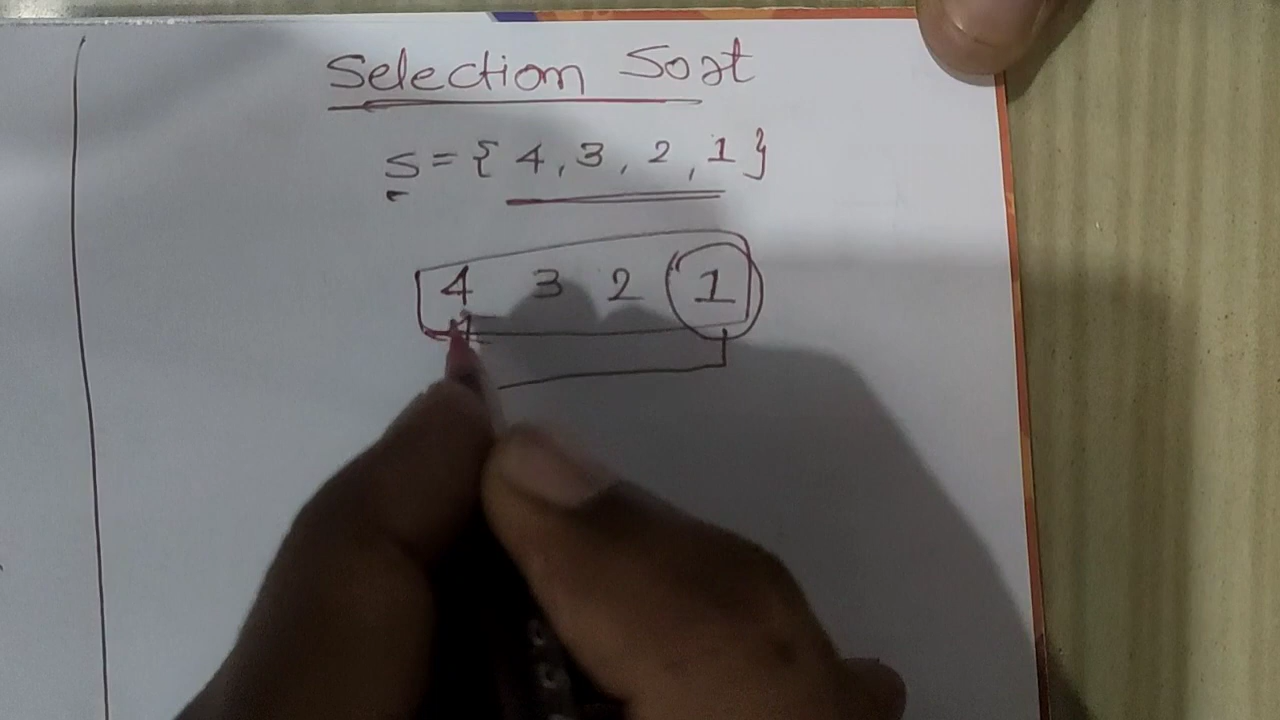 Selection Sort
S = { 4, 3, 2, 1 }
4 3 2 1